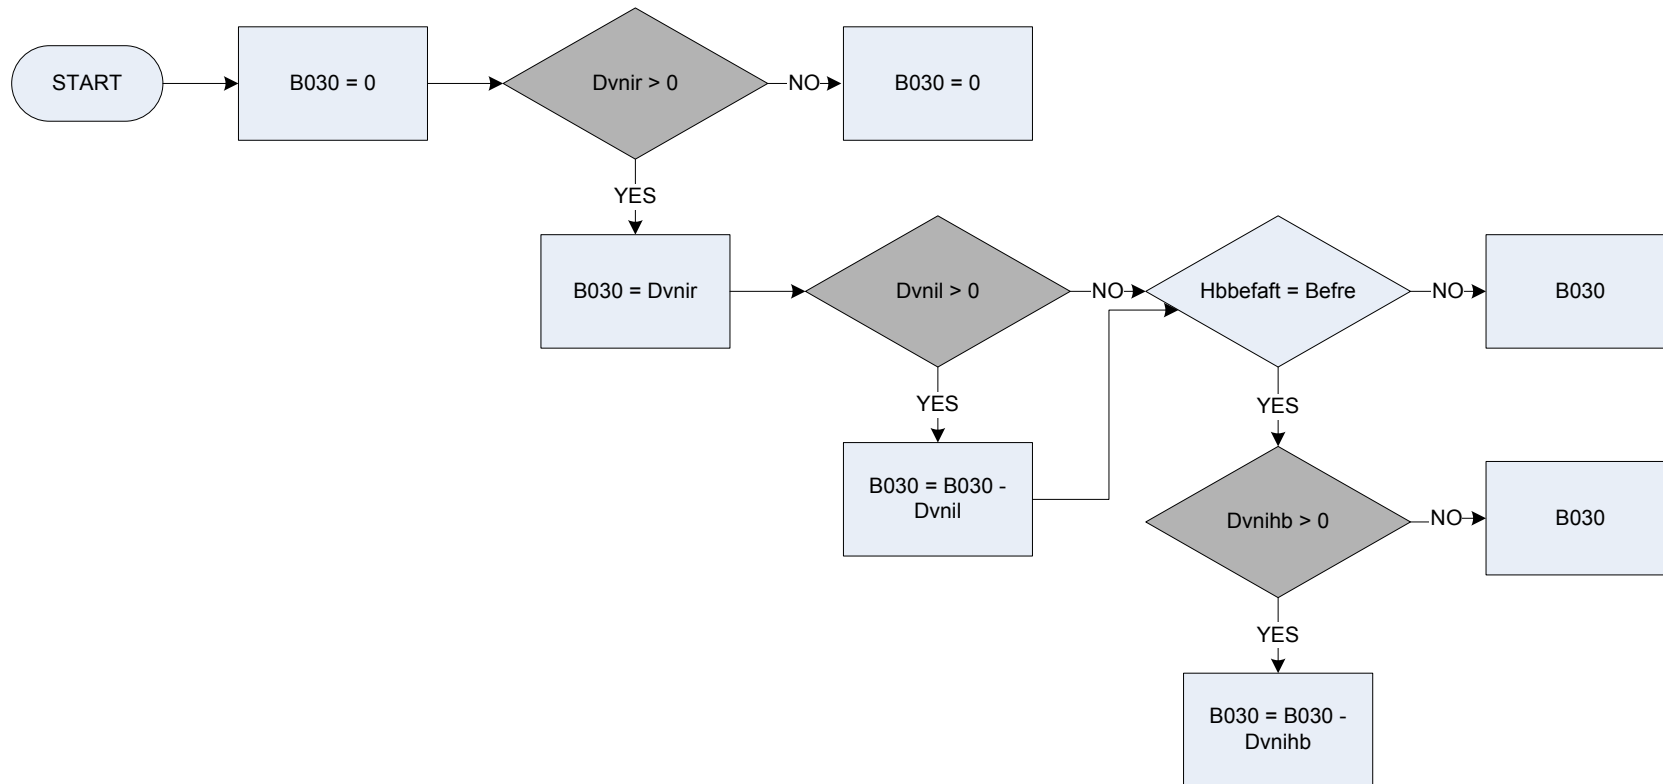 START
B030 = 0
Dvnir > 0
NO
B030 = 0
YES
B030 = Dvnir
Dvnil > 0
NO
Hbbefaft = Befre
NO
B030
YES
B030 = B030 -
Dvnil
YES
Dvnihb > 0
NO
B030
YES
B030 = B030 -
Dvnihb